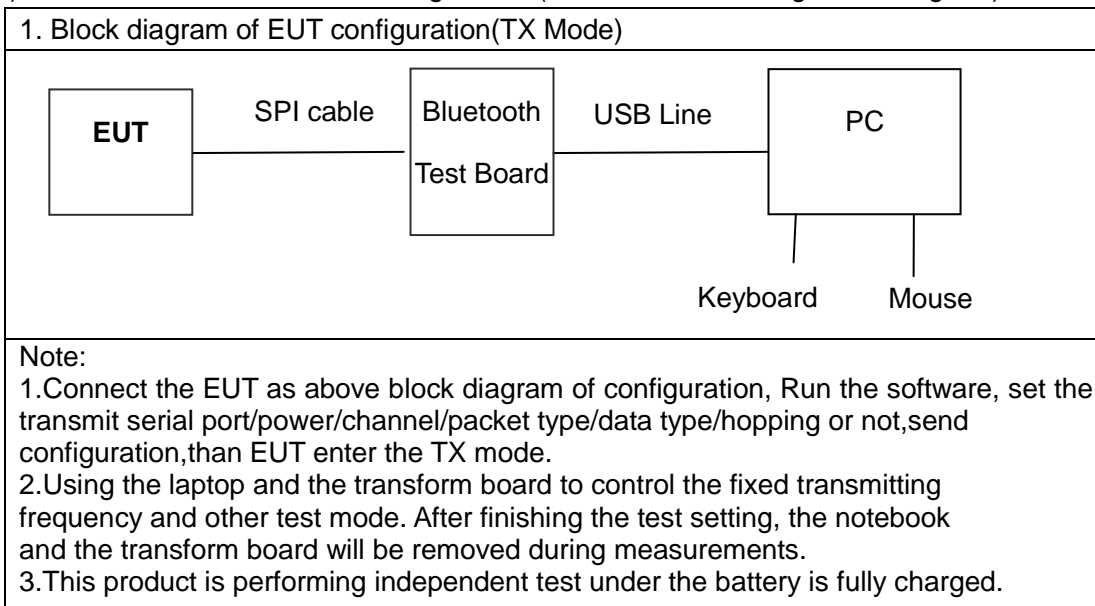 1. Block diagram of EUT configuration(TX Mode)
EUT
SPI cable
Bluetooth
Test Board
USB Line
PC
Keyboard
Mouse
Note:
1.Connect the EUT as above block diagram of configuration, Run the software, set the
transmit serial port/power/channel/packet type/data type/hopping or not,send
configuration,than EUT enter the TX mode.
2.Using the laptop and the transform board to control the fixed transmitting
frequency and other test mode. After finishing the test setting, the notebook
and the transform board will be removed during measurements.
3.This product is performing independent test under the battery is fully charged.